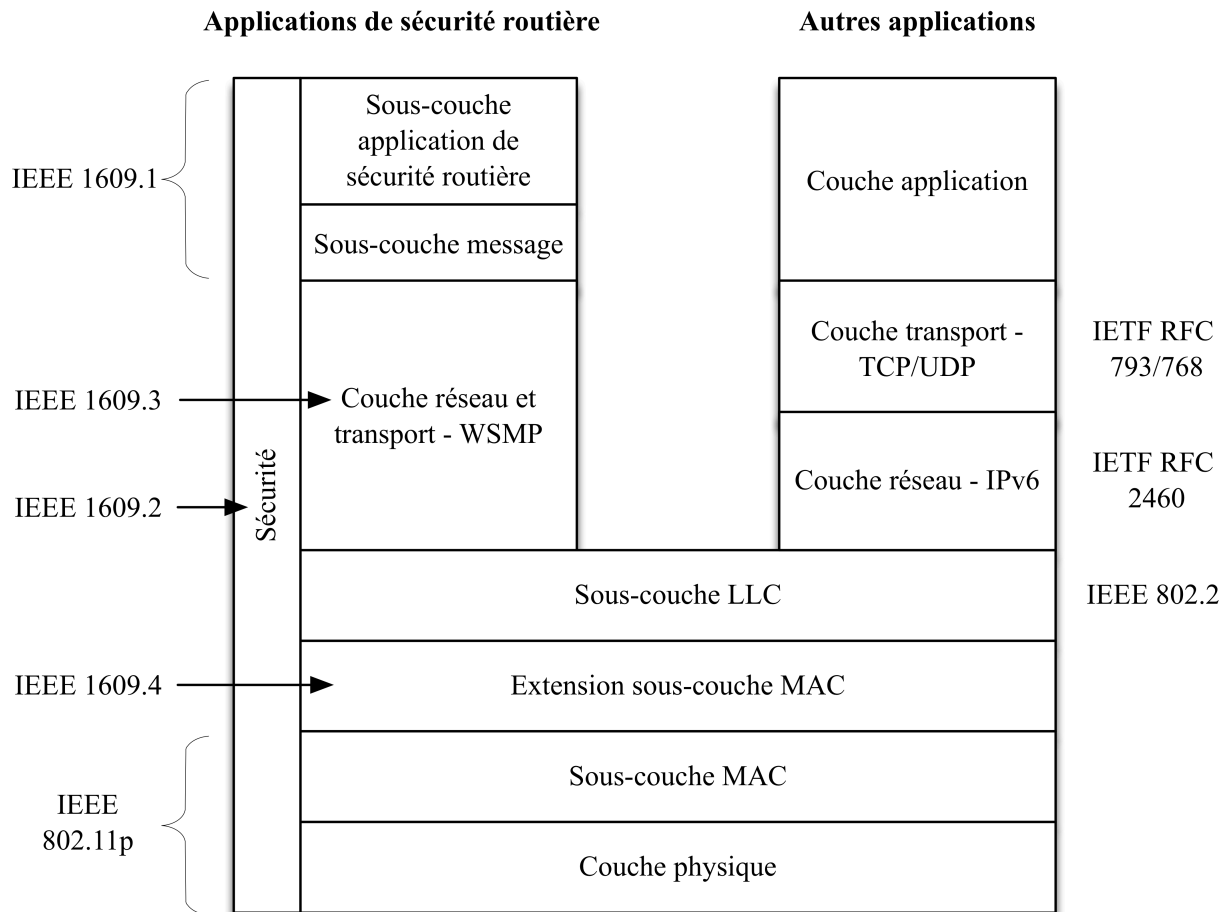 Applications de sécurité routière
Autres applications
IEEE 1609.1
Sous-couche
application de
sécurité routière
Couche application
Sous-couche message
Couche transport -
TCP/UDP
IETF RFC
793/768
IEEE 1609.3
Couche réseau et
transport - WSMP
Couche réseau - IPv6
IETF RFC
2460
IEEE 1609.2
Sécurité
Sous-couche LLC
IEEE 802.2
IEEE 1609.4
Extension sous-couche MAC
Sous-couche MAC
IEEE
802.11p
Couche physique